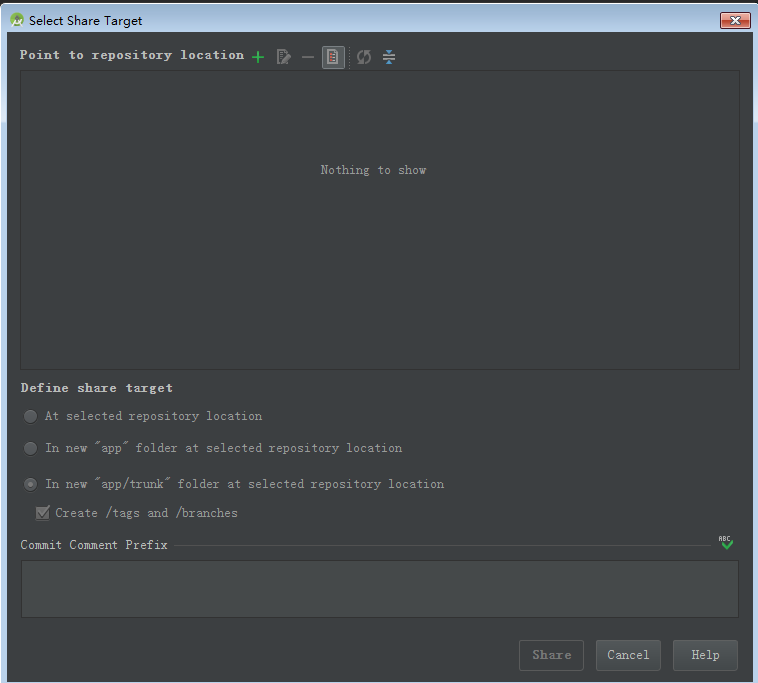 Select Share Target
Point to repository location
Nothing to show
Define share target
At selected repository location
In new "app" folder at selected repository location
In new "app/trunk" folder at selected repository location
Create /tags and /branches
Commit Comment Prefix
ABC
Share Cancel Help